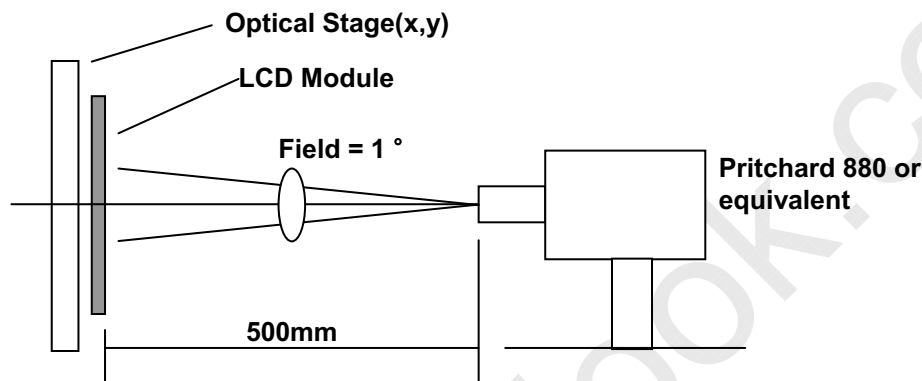 Optical Stage(x,y)
LCD Module
Field = 1 °
Pritchard 880 or
equivalent
500mm